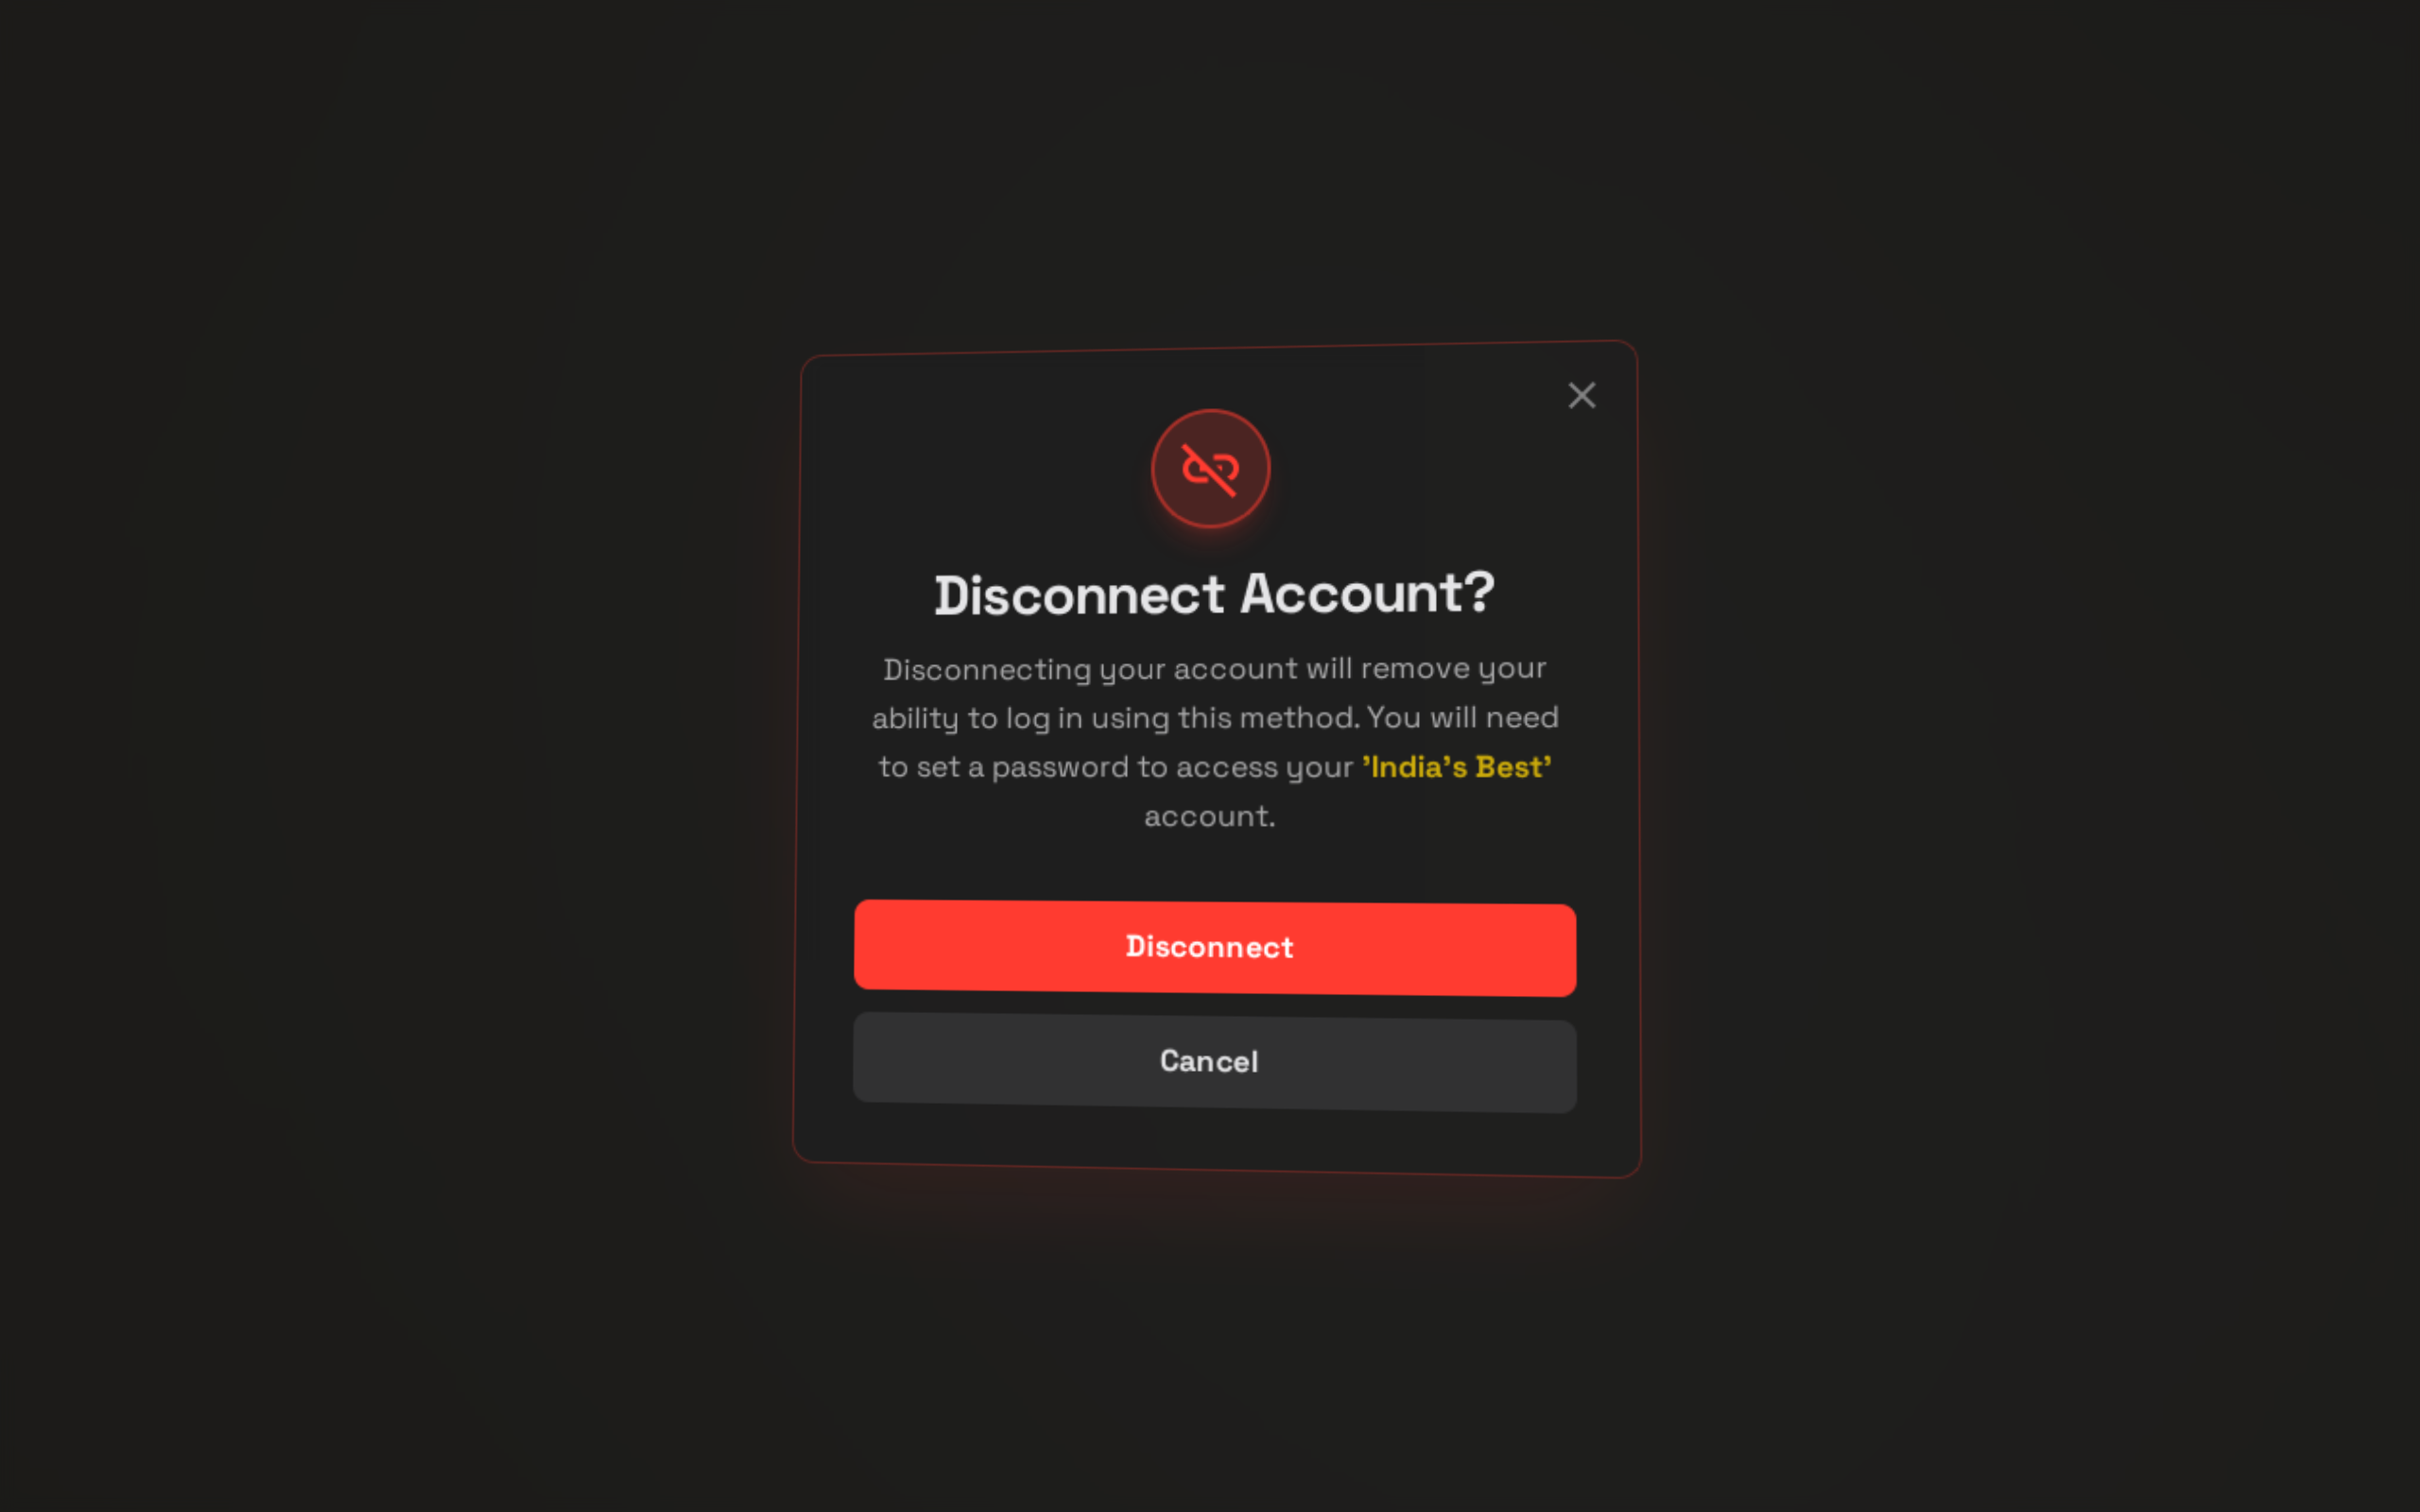 Disconnect Account?
Disconnecting your account will remove your
ability to log in using this method. You will need
to set a password to access your ’India’s Best’
account.
Disconnect
Cancel